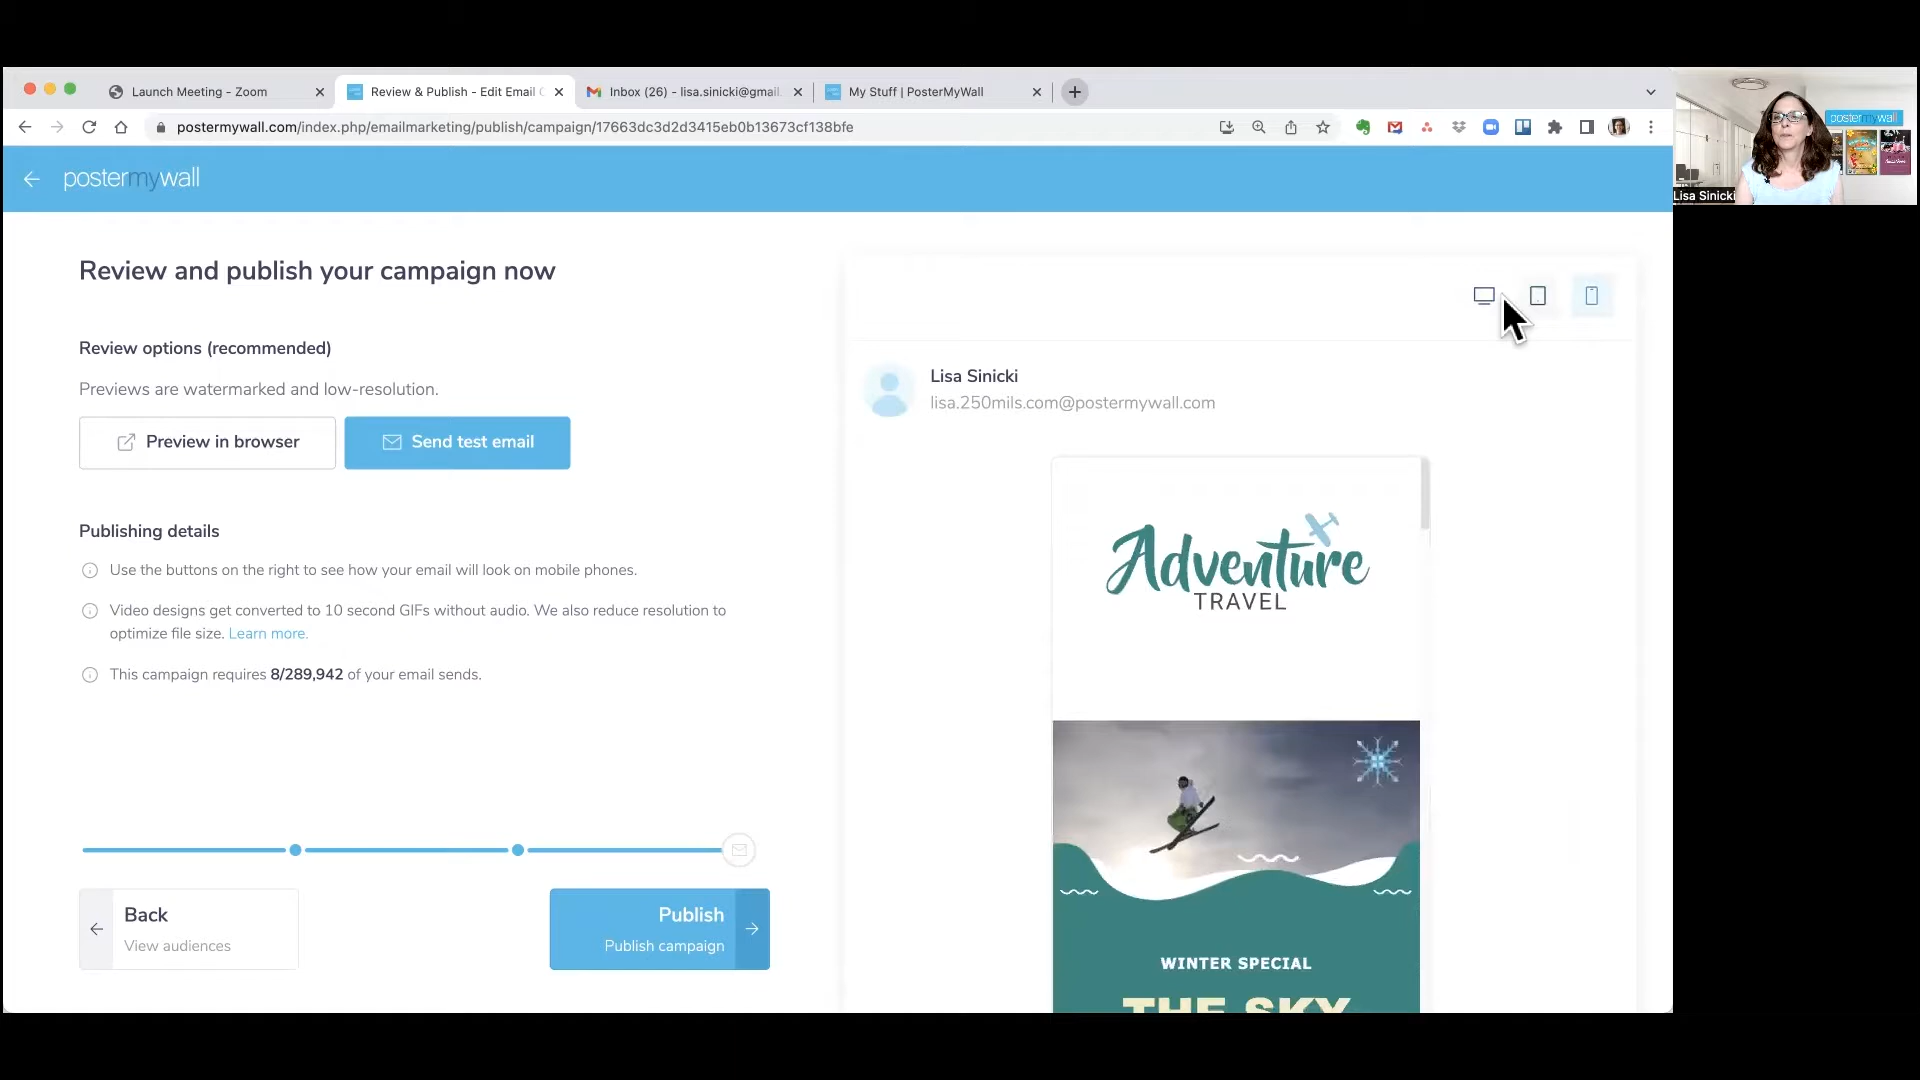 Launch Meeting - Zoom
Review & Publish - Edit Email C
Inbox (26) - lisa.sinicki@gmail.
My Stuff | PosterMyWall
postermywall.com/index.php/emailmarketing/publish/campaign/17663dc3d2d3415eb0b13673cf138bfe
postermywall
postermywall
Lisa Sinicki
Review and publish your campaign now
Review options (recommended)
Previews are watermarked and low-resolution.
Preview in browser
Send test email
Publishing details
Use the buttons on the right to see how your email will look on mobile phones.
Video designs get converted to 10 second GIFs without audio. We also reduce resolution to
optimize file size. Learn more.
This campaign requires 8/289,942 of your email sends.
Back
View audiences
Publish
Publish campaign
Lisa Sinicki
lisa.250mils.com@postermywall.com
Adventure
TRAVEL
WINTER SPECIAL
THE SKY